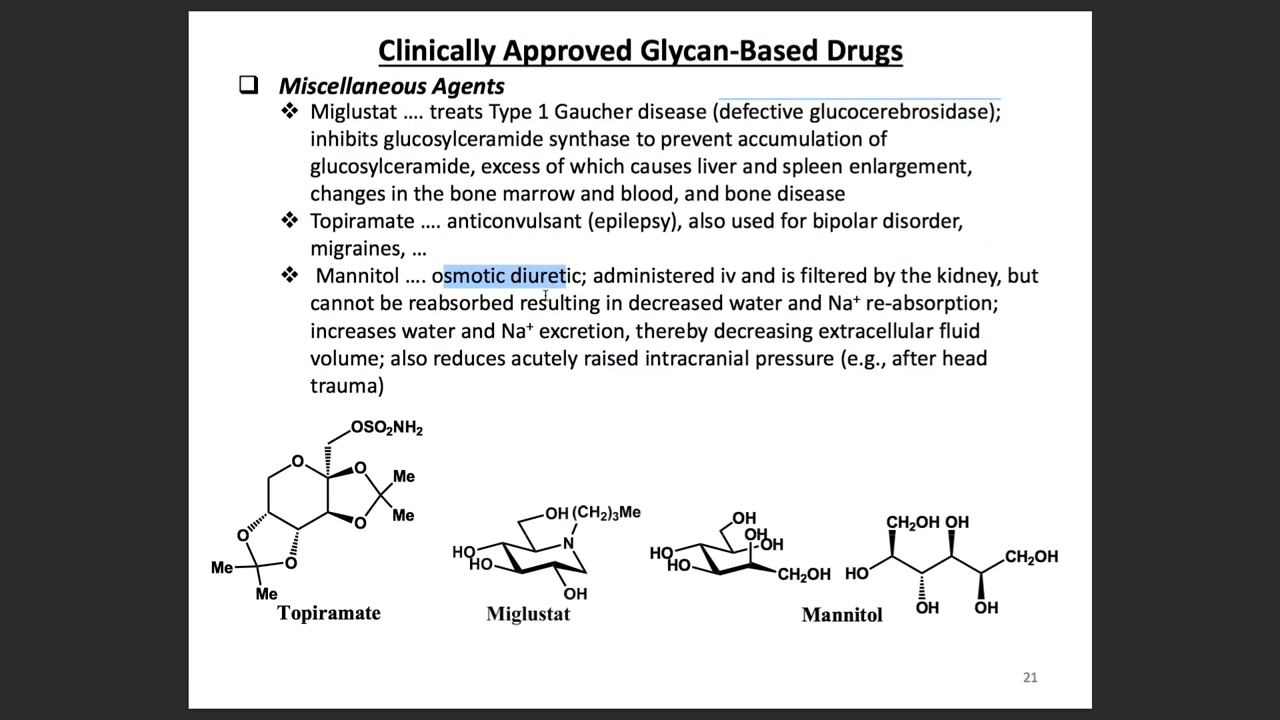 Clinically Approved Glycan-Based Drugs
❑ Miscellaneous Agents
❖ Miglustat .... treats Type 1 Gaucher disease (defective glucocerebrosidase);
inhibits glucosylceramide synthase to prevent accumulation of
glucosylceramide, excess of which causes liver and spleen enlargement,
changes in the bone marrow and blood, and bone disease
❖ Topiramate .... anticonvulsant (epilepsy), also used for bipolar disorder,
migraines, ...
❖ Mannitol .... osmotic diuretic; administered iv and is filtered by the kidney, but
cannot be reabsorbed resulting in decreased water and Na⁺ re-absorption;
increases water and Na⁺ excretion, thereby decreasing extracellular fluid
volume; also reduces acutely raised intracranial pressure (e.g., after head
trauma)
OSO₂NH₂
O
O
Me
Me
O
O
O
Me
Me
Topiramate
OH (CH₂)₃Me
N
HO
HO
OH
Miglustat
OH
OH
OH
HO
HO
CH₂OH
CH₂OH OH
CH₂OH
HO
OH
OH
Mannitol
21